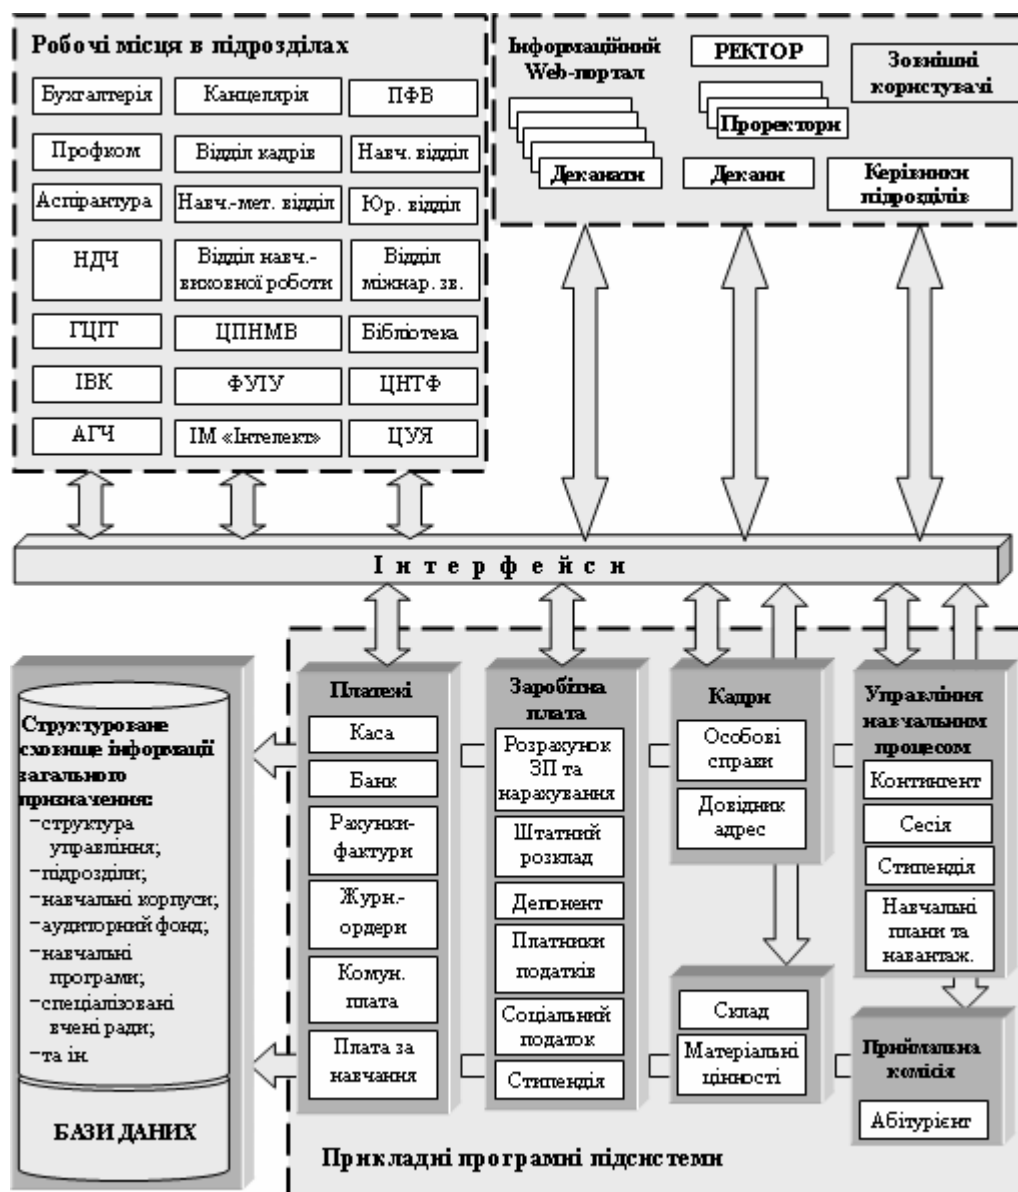 Робочі місця в підрозділах
Бухгалтерія
Канцелярія
ПФВ
Профком
Відділ кадрів
Навч. відділ
Аспірантура
Навч.-мет. відділ
Юр. відділ
НДЧ
Відділ навч.-
виховної роботи
Відділ
міжнар. зв.
ГЦІТ
ЦПНМВ
Бібліотека
ІВК
ФУІУ
ЦНТФ
АГЧ
ІМ «Інтелект»
ЦУЯ
Інформаційний
Web-портал
РЕКТОР
Зовнішні
користувачі
Проректори
Деканати
Декани
Керівники
підрозділів
Інтерфейси
Структуроване
сховище інформації
загального
призначення:
–структура
управління;
–підрозділи;
–навчальні корпуси;
–аудиторний фонд;
–навчальні
програми;
–спеціалізовані
вчені ради;
–та ін.
БАЗИ ДАНИХ
Платежі
Каса
Банк
Рахунки-
фактури
Журн.-
ордери
Комун.
плата
Плата за
навчання
Заробітна
плата
Розрахунок
ЗП та
нарахування
Штатний
розклад
Депонент
Платники
податків
Соціальний
податок
Стипендія
Кадри
Особові
справи
Довідник
адрес
Склад
Матеріальні
цінності
Управління
навчальним
процесом
Контингент
Сесія
Стипендія
Навчальні
плани та
навантаж.
Приймальна
комісія
Абітурієнт
Прикладні програмні підсистеми